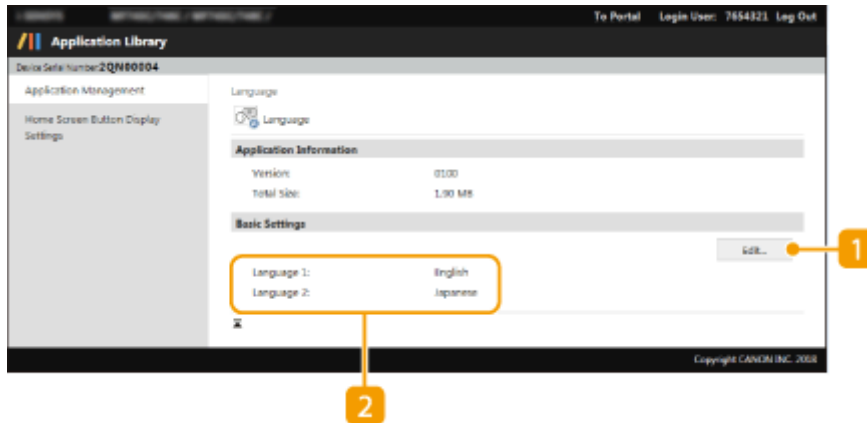 To Portal Login User: 7654321 Log Out
Application Library
Device Serial Number:2QN00004
Application Management
Home Screen Button Display
Settings
Language
Language
Application Information
Version: 0100
Total Size: 1.90 MB
Basic Settings
Edit...
1
Language 1: English
Language 2: Japanese
Copyright CANON INC. 2018
2